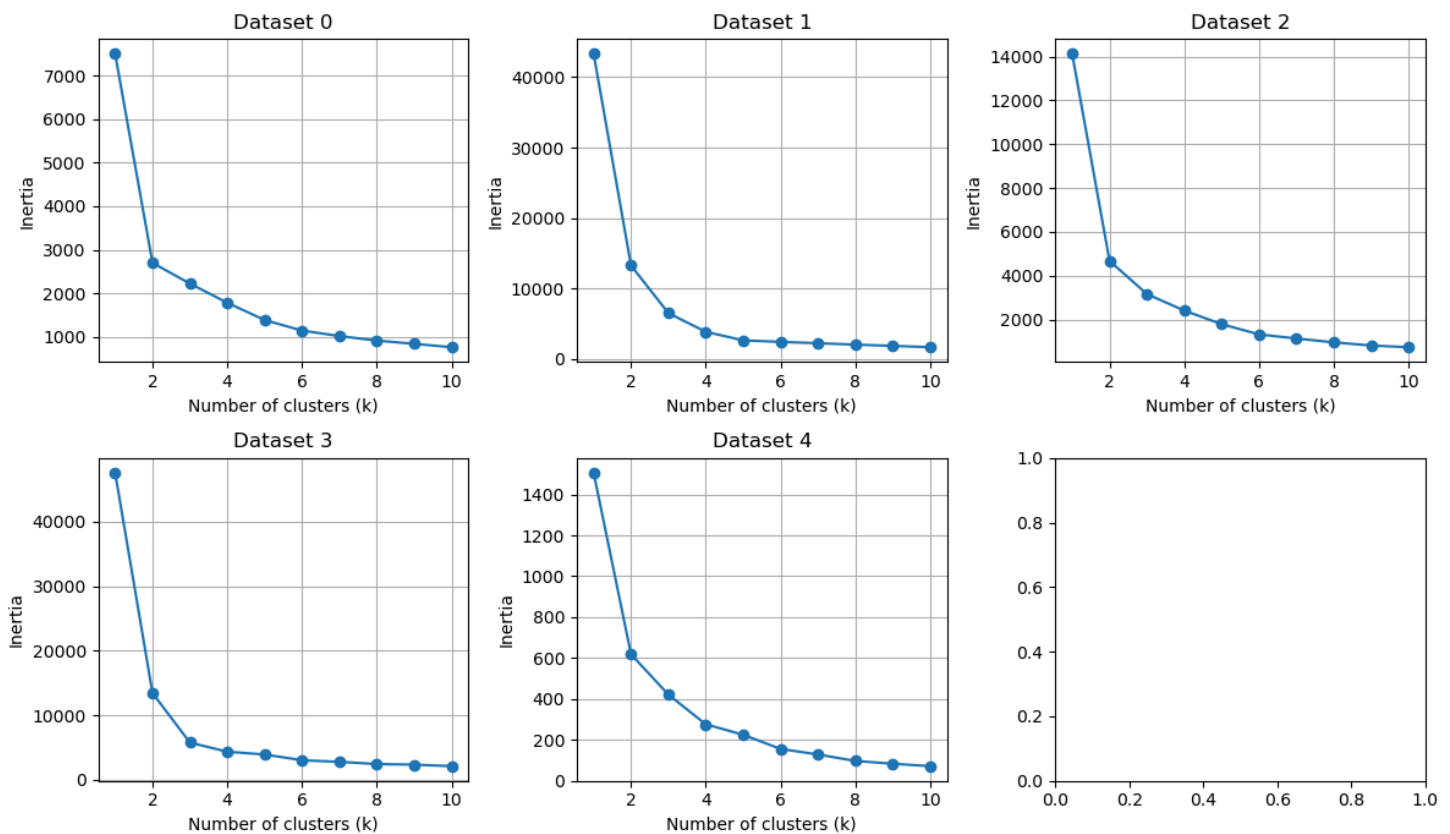 Dataset 0
7000
6000
5000
4000
3000
2000
1000
Inertia
2 4 6 8 10
Number of clusters (k)
Dataset 1
40000
30000
20000
10000
0
Inertia
2 4 6 8 10
Number of clusters (k)
Dataset 2
14000
12000
10000
8000
6000
4000
2000
Inertia
2 4 6 8 10
Number of clusters (k)
Dataset 3
40000
30000
20000
10000
0
Inertia
2 4 6 8 10
Number of clusters (k)
Dataset 4
1400
1200
1000
800
600
400
200
0
Inertia
2 4 6 8 10
Number of clusters (k)
1.0
0.8
0.6
0.4
0.2
0.0
0.0 0.2 0.4 0.6 0.8 1.0